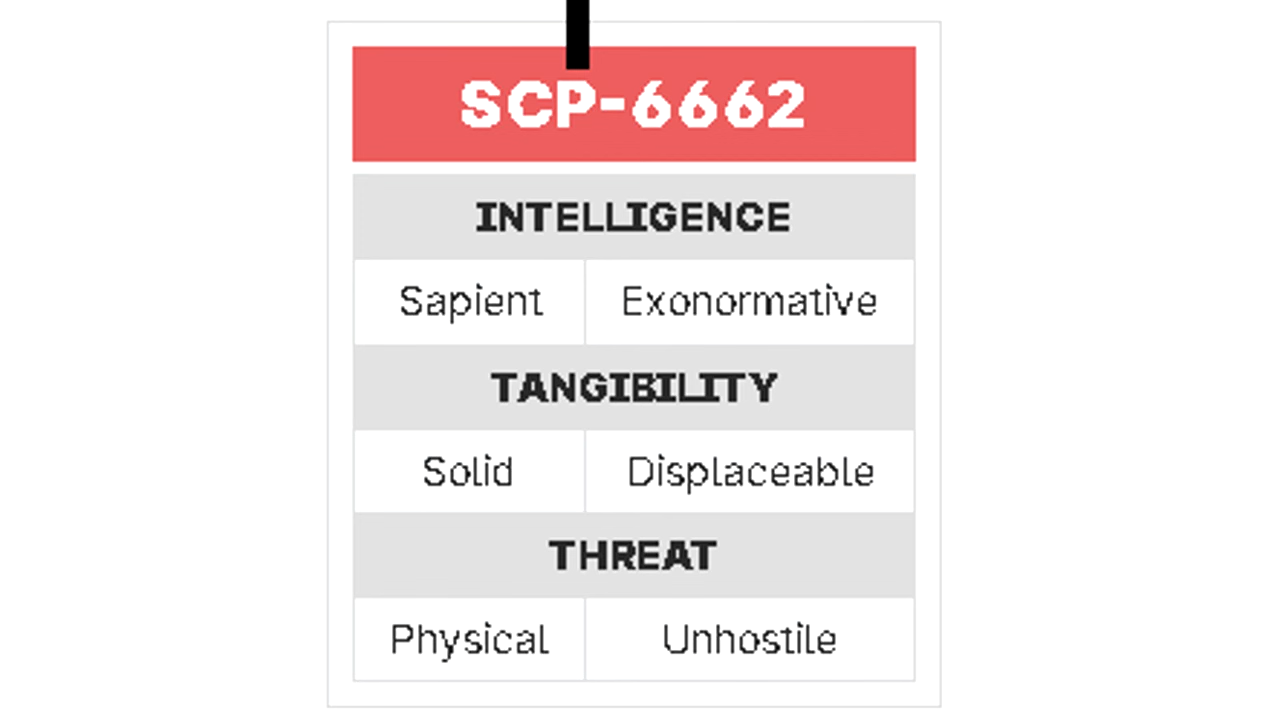 SCP-6662
INTELLIGENCE
Sapient Exonormative
TANGIBILITY
Solid Displaceable
THREAT
Physical Unhostile